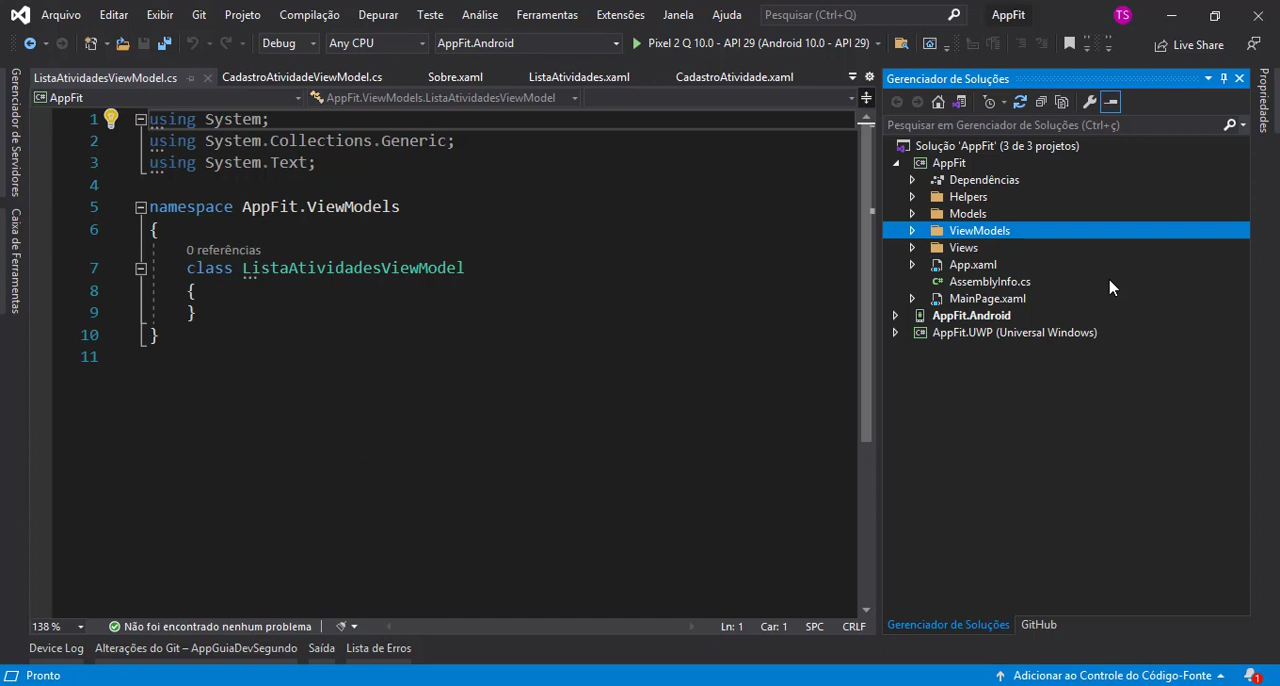 Arquivo Editar Exibir Git Projeto Compilação Depurar Teste Análise Ferramentas Extensões Janela Ajuda Pesquisar (Ctrl+Q) AppFit TS
Debug Any CPU AppFit.Android Pixel 2 Q 10.0 - API 29 (Android 10.0 - API 29) Live Share
Gerenciador de Servidores
Caixa de Ferramentas
ListaAtividadesViewModel.cs CadastroAtividadeViewModel.cs Sobre.xaml ListaAtividades.xaml CadastroAtividade.xaml
AppFit AppFit.ViewModels.ListaAtividadesViewModel
1 using System;
2 using System.Collections.Generic;
3 using System.Text;
4
5 namespace AppFit.ViewModels
6 {
0 referências
7 class ListaAtividadesViewModel
8 {
9 }
10 }
11
138 % Não foi encontrado nenhum problema Ln: 1 Car: 1 SPC CRLF
Gerenciador de Soluções
Pesquisar em Gerenciador de Soluções (Ctrl+ç)
Solução 'AppFit' (3 de 3 projetos)
AppFit
Dependências
Helpers
Models
ViewModels
Views
App.xaml
AssemblyInfo.cs
MainPage.xaml
AppFit.Android
AppFit.UWP (Universal Windows)
Gerenciador de Soluções GitHub
Propriedades
Device Log Alterações do Git – AppGuiaDevSegundo Saída Lista de Erros
Pronto Adicionar ao Controle do Código-Fonte 1